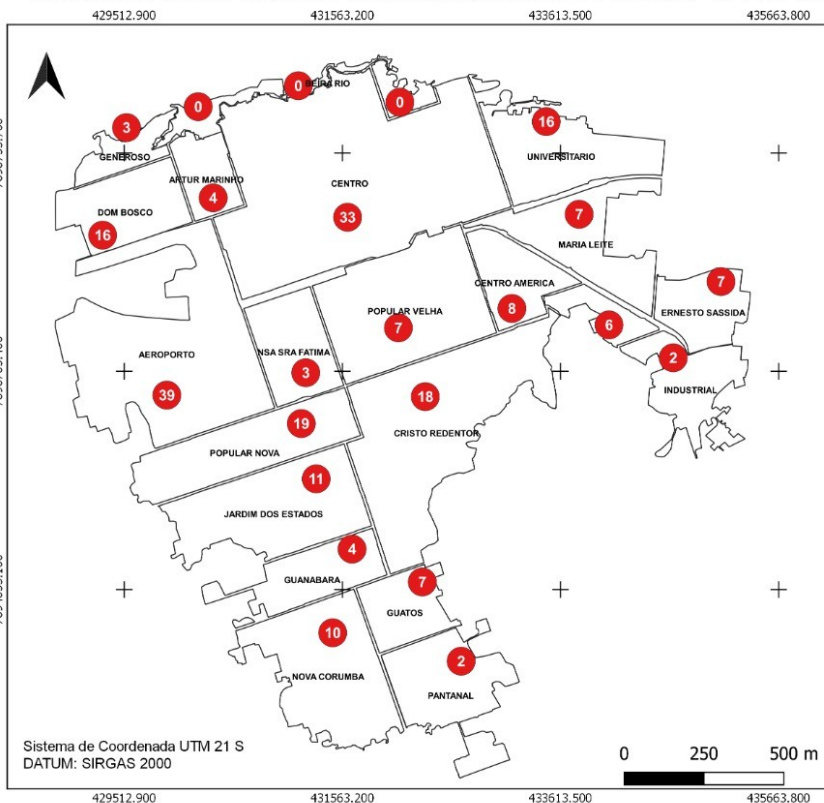 429512.900 431563.200 433613.500 435663.800
0
BEIRA RIO
0
0
3
GENEROSO
16
UNIVERSITARIO
ARTUR MARINHO
4
CENTRO
33
DOM BOSCO
16
7
MARIA LEITE
CENTRO AMERICA
8
7
ERNESTO SASSIDA
POPULAR VELHA
7
6
AEROPORTO
39
NSA SRA FATIMA
3
2
INDUSTRIAL
18
CRISTO REDENTOR
19
POPULAR NOVA
11
JARDIM DOS ESTADOS
4
GUANABARA
7
GUATOS
10
NOVA CORUMBA
2
PANTANAL
Sistema de Coordenada UTM 21 S
DATUM: SIRGAS 2000
0 250 500 m
429512.900 431563.200 433613.500 435663.800